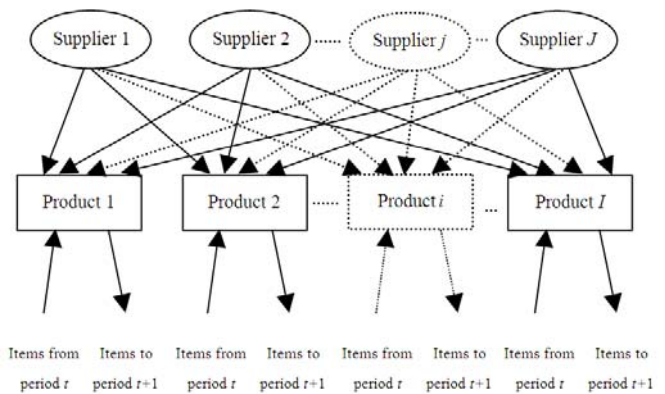 Supplier 1 Supplier 2 ...... Supplier j ... Supplier J
Product 1 Product 2 ...... Product i ... Product I
Items from Items to Items from Items to Items from Items to Items from Items to
period t period t+1 period t period t+1 period t period t+1 period t period t+1